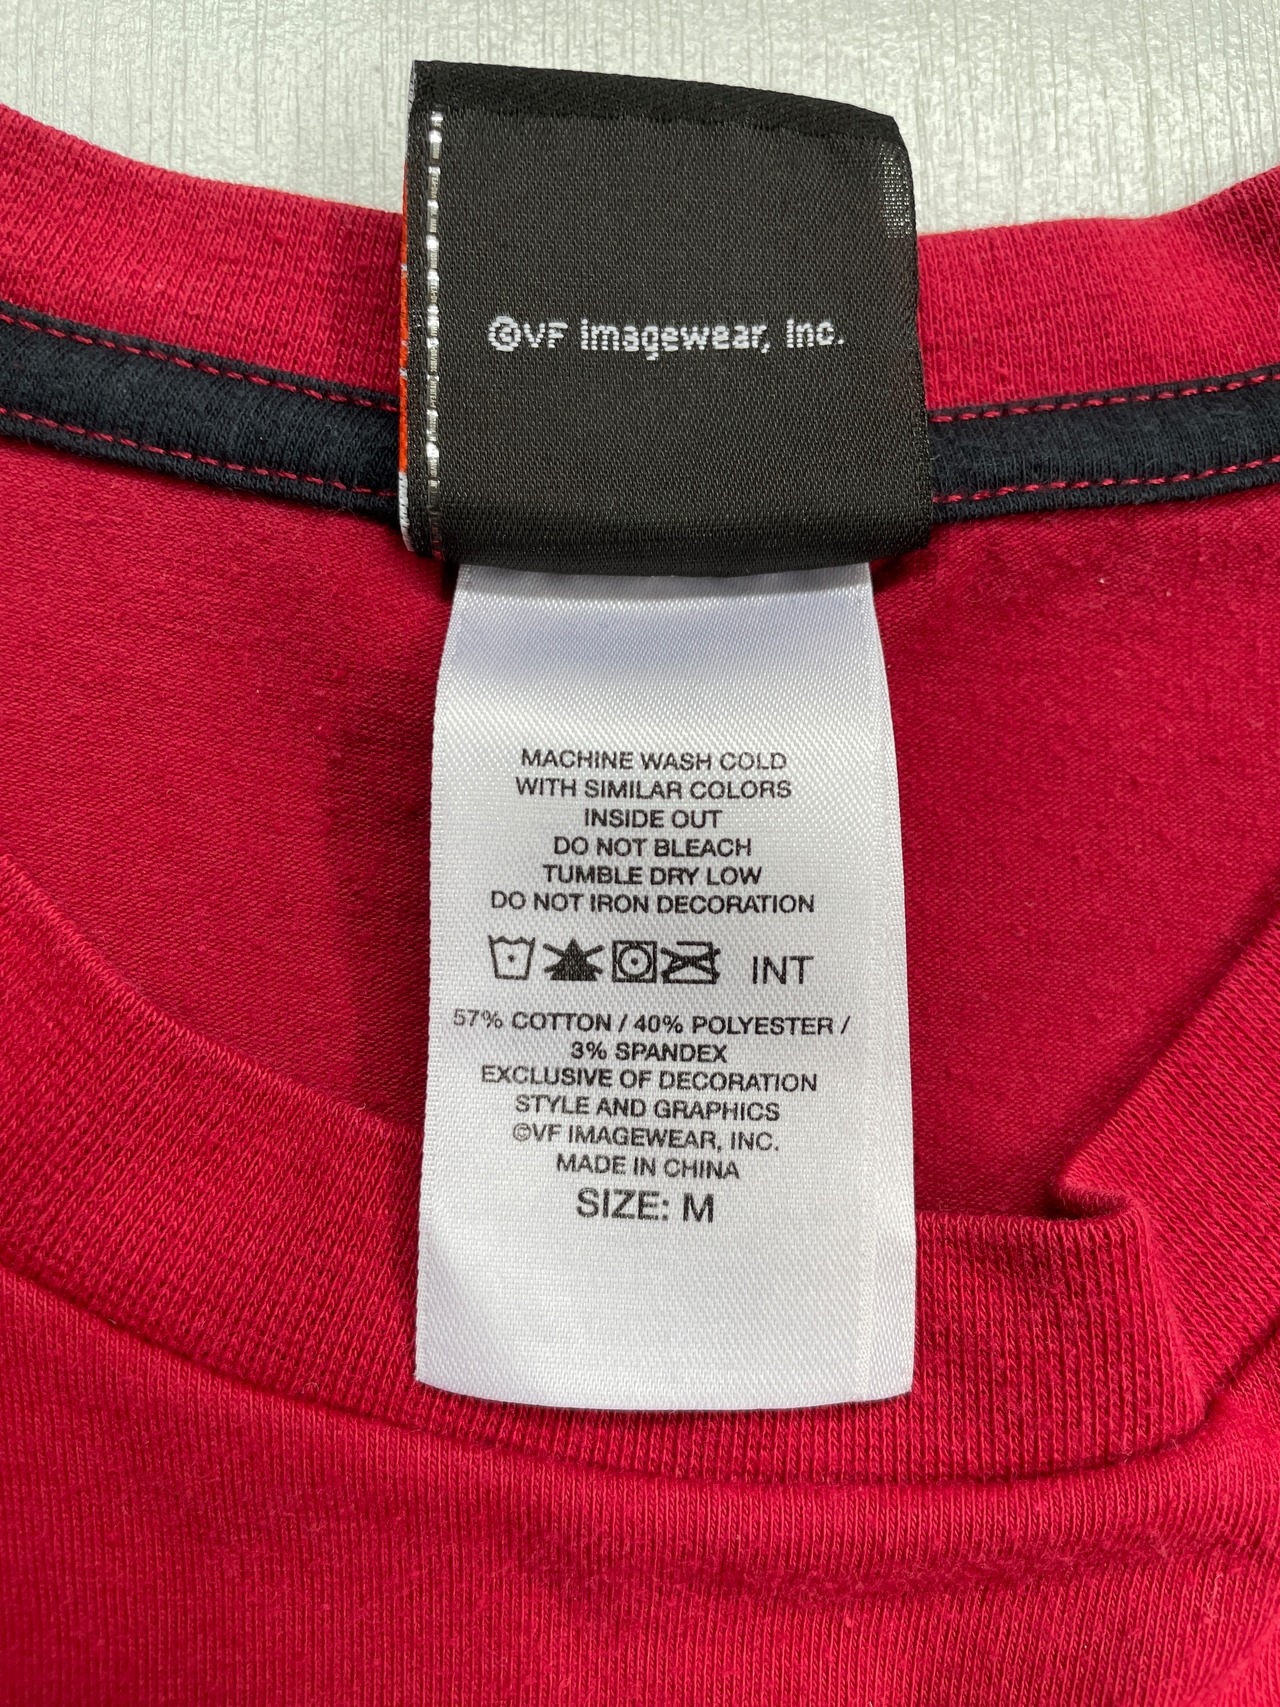 ©VF Imagewear, Inc.
MACHINE WASH COLD
WITH SIMILAR COLORS
INSIDE OUT
DO NOT BLEACH
TUMBLE DRY LOW
DO NOT IRON DECORATION
INT
57% COTTON / 40% POLYESTER /
3% SPANDEX
EXCLUSIVE OF DECORATION
STYLE AND GRAPHICS
©VF IMAGEWEAR, INC.
MADE IN CHINA
SIZE: M